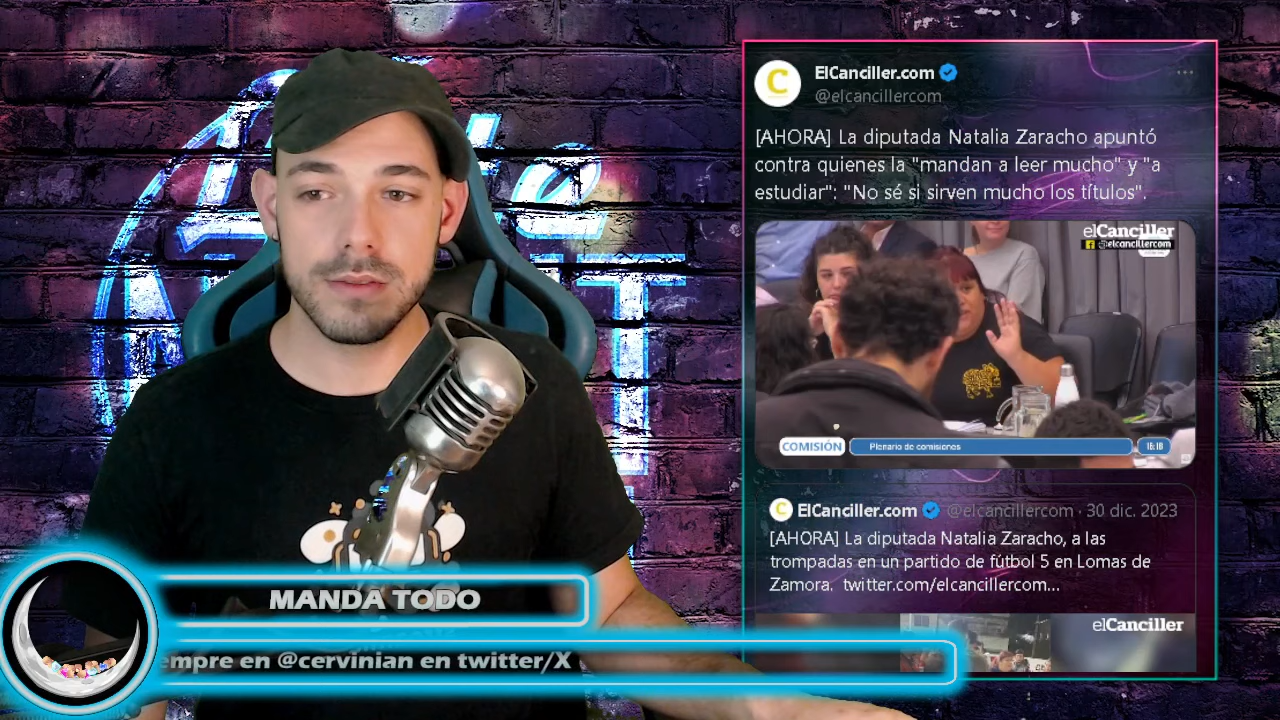 ElCanciller.com
@elcancillercom
[AHORA] La diputada Natalia Zaracho apuntó
contra quienes la "mandan a leer mucho" y "a
estudiar": "No sé si sirven mucho los títulos".
elCanciller
@elcancillercom
COMISIÓN
Plenario de comisiones
ElCanciller.com @elcancillercom · 30 dic. 2023
[AHORA] La diputada Natalia Zaracho, a las
trompadas en un partido de fútbol 5 en Lomas de
Zamora. twitter.com/elcancillercom...
elCanciller
MANDA TODO
empre en @cervinian en twitter/X